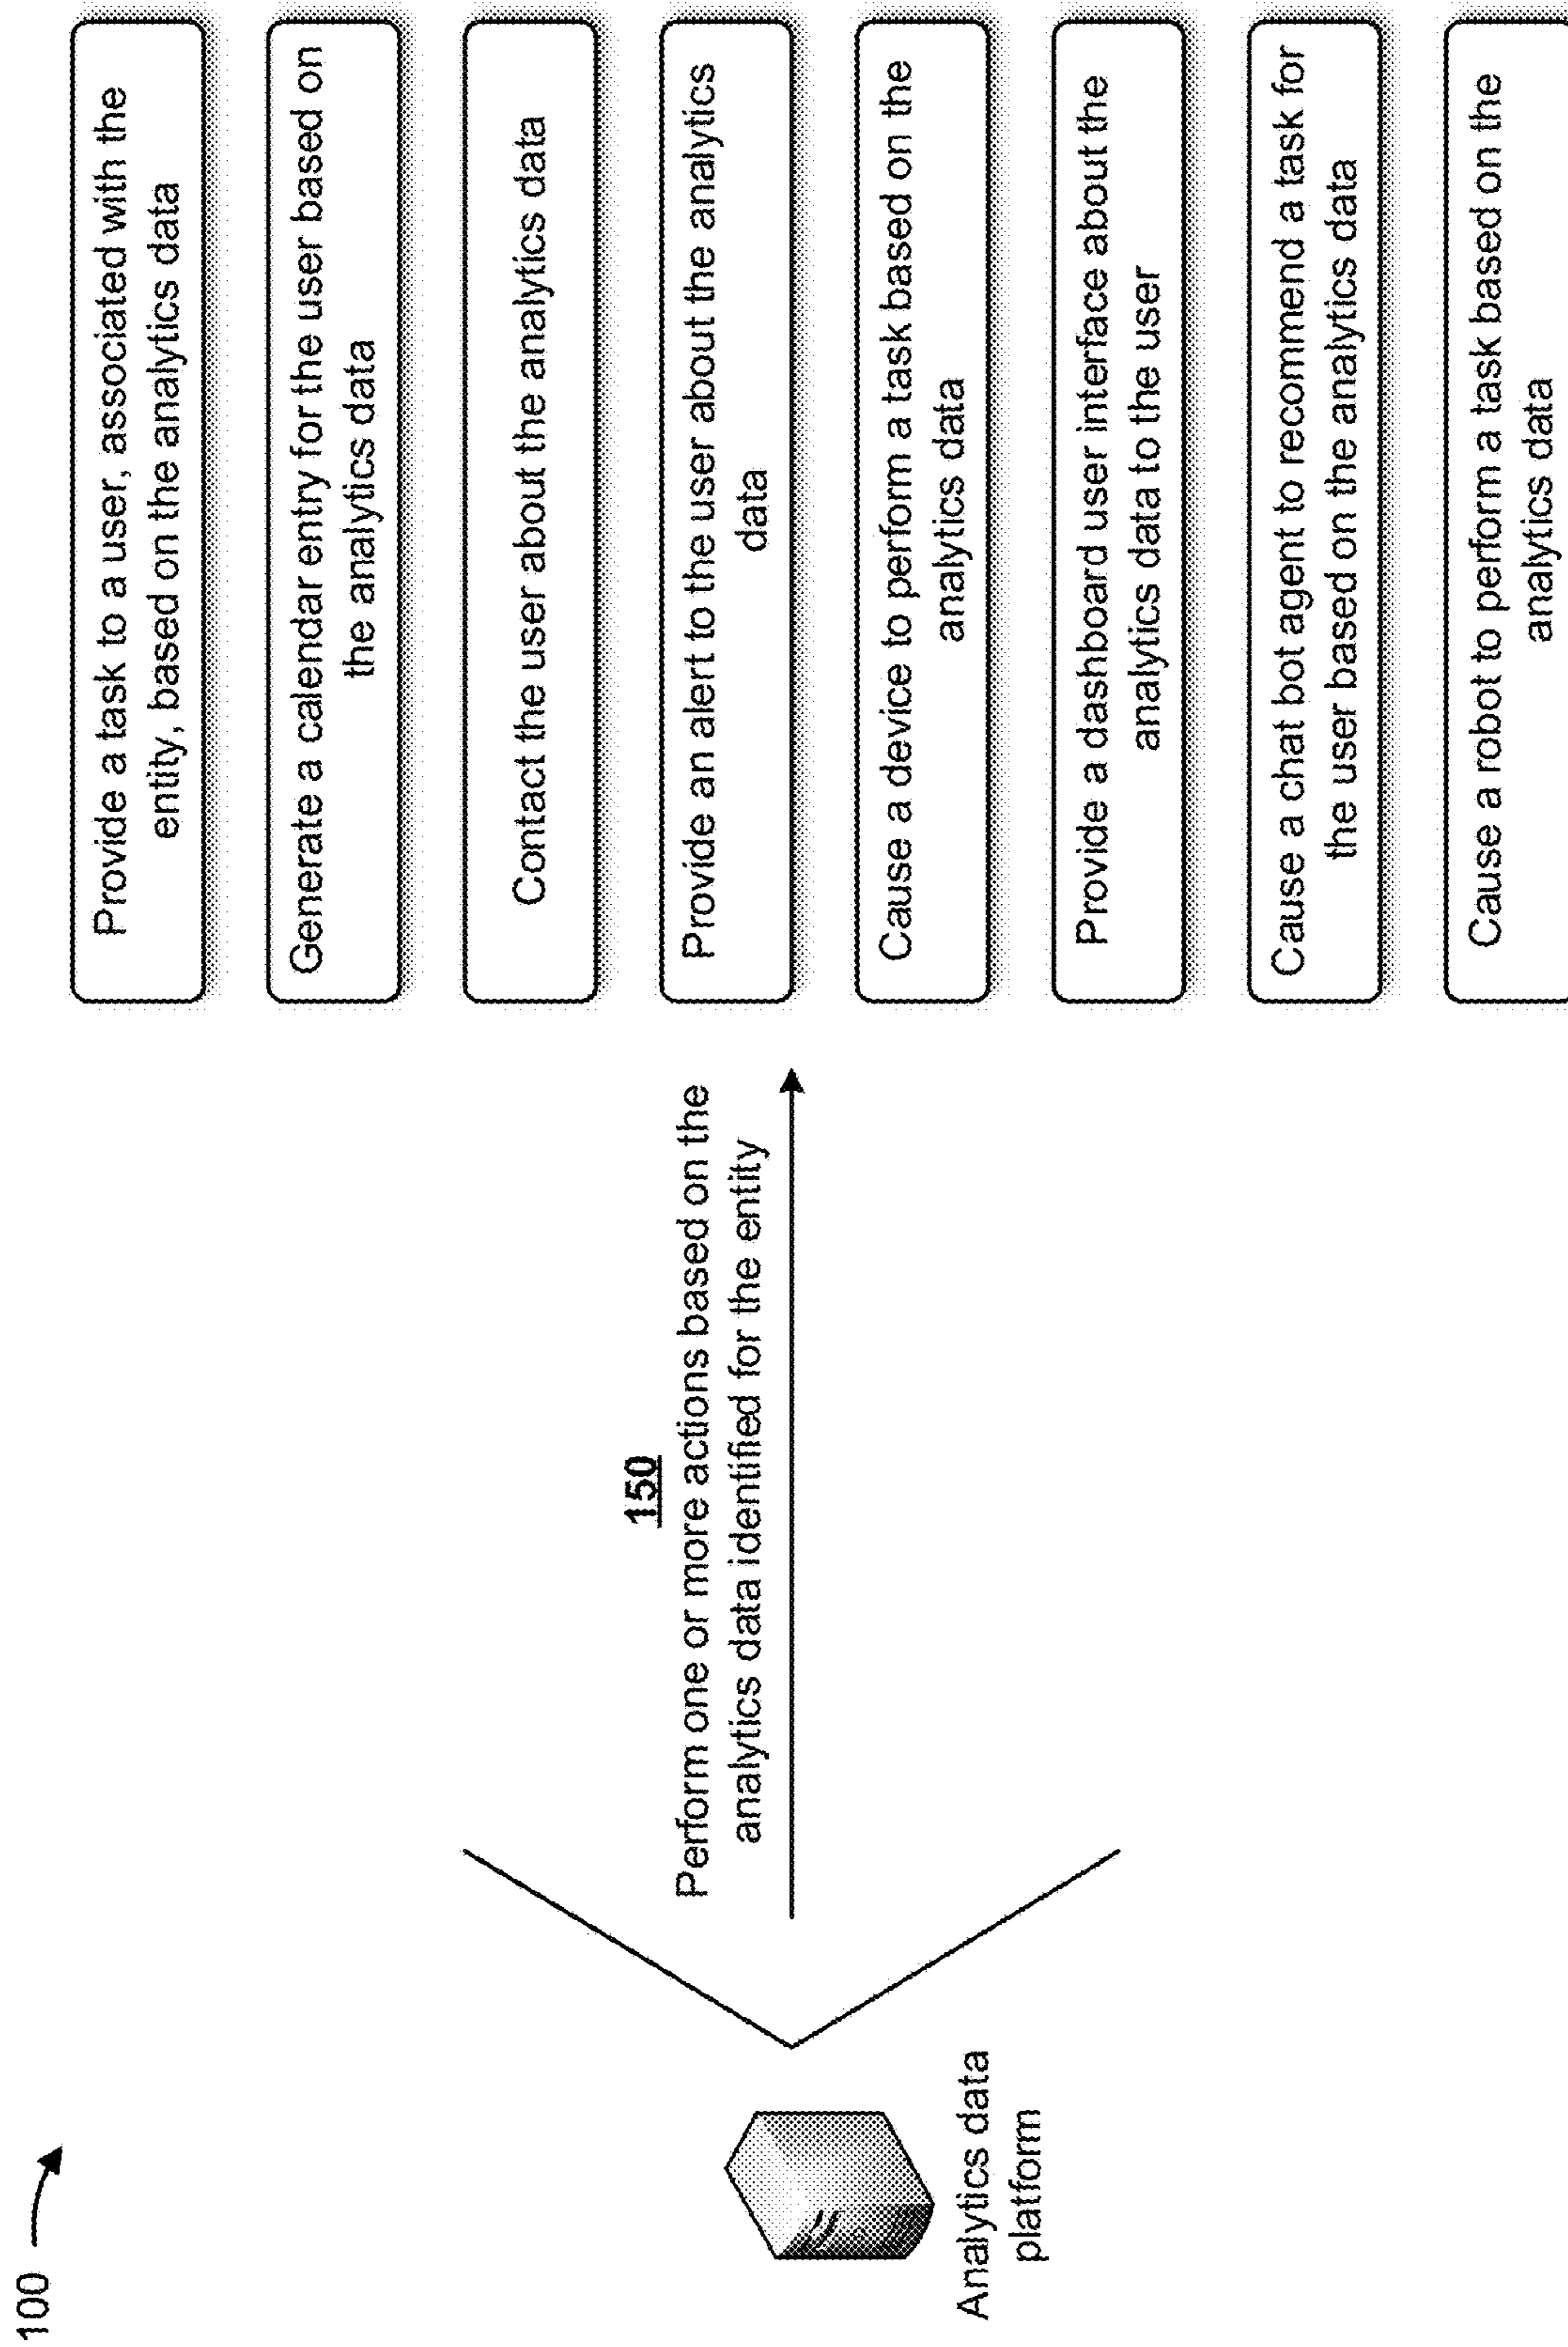 100
Analytics data
platform
150
Perform one or more actions based on the
analytics data identified for the entity
Provide a task to a user, associated with the
entity, based on the analytics data
Generate a calendar entry for the user based on
the analytics data
Contact the user about the analytics data
Provide an alert to the user about the analytics
data
Cause a device to perform a task based on the
analytics data
Provide a dashboard user interface about the
analytics data to the user
Cause a chat bot agent to recommend a task for
the user based on the analytics data
Cause a robot to perform a task based on the
analytics data